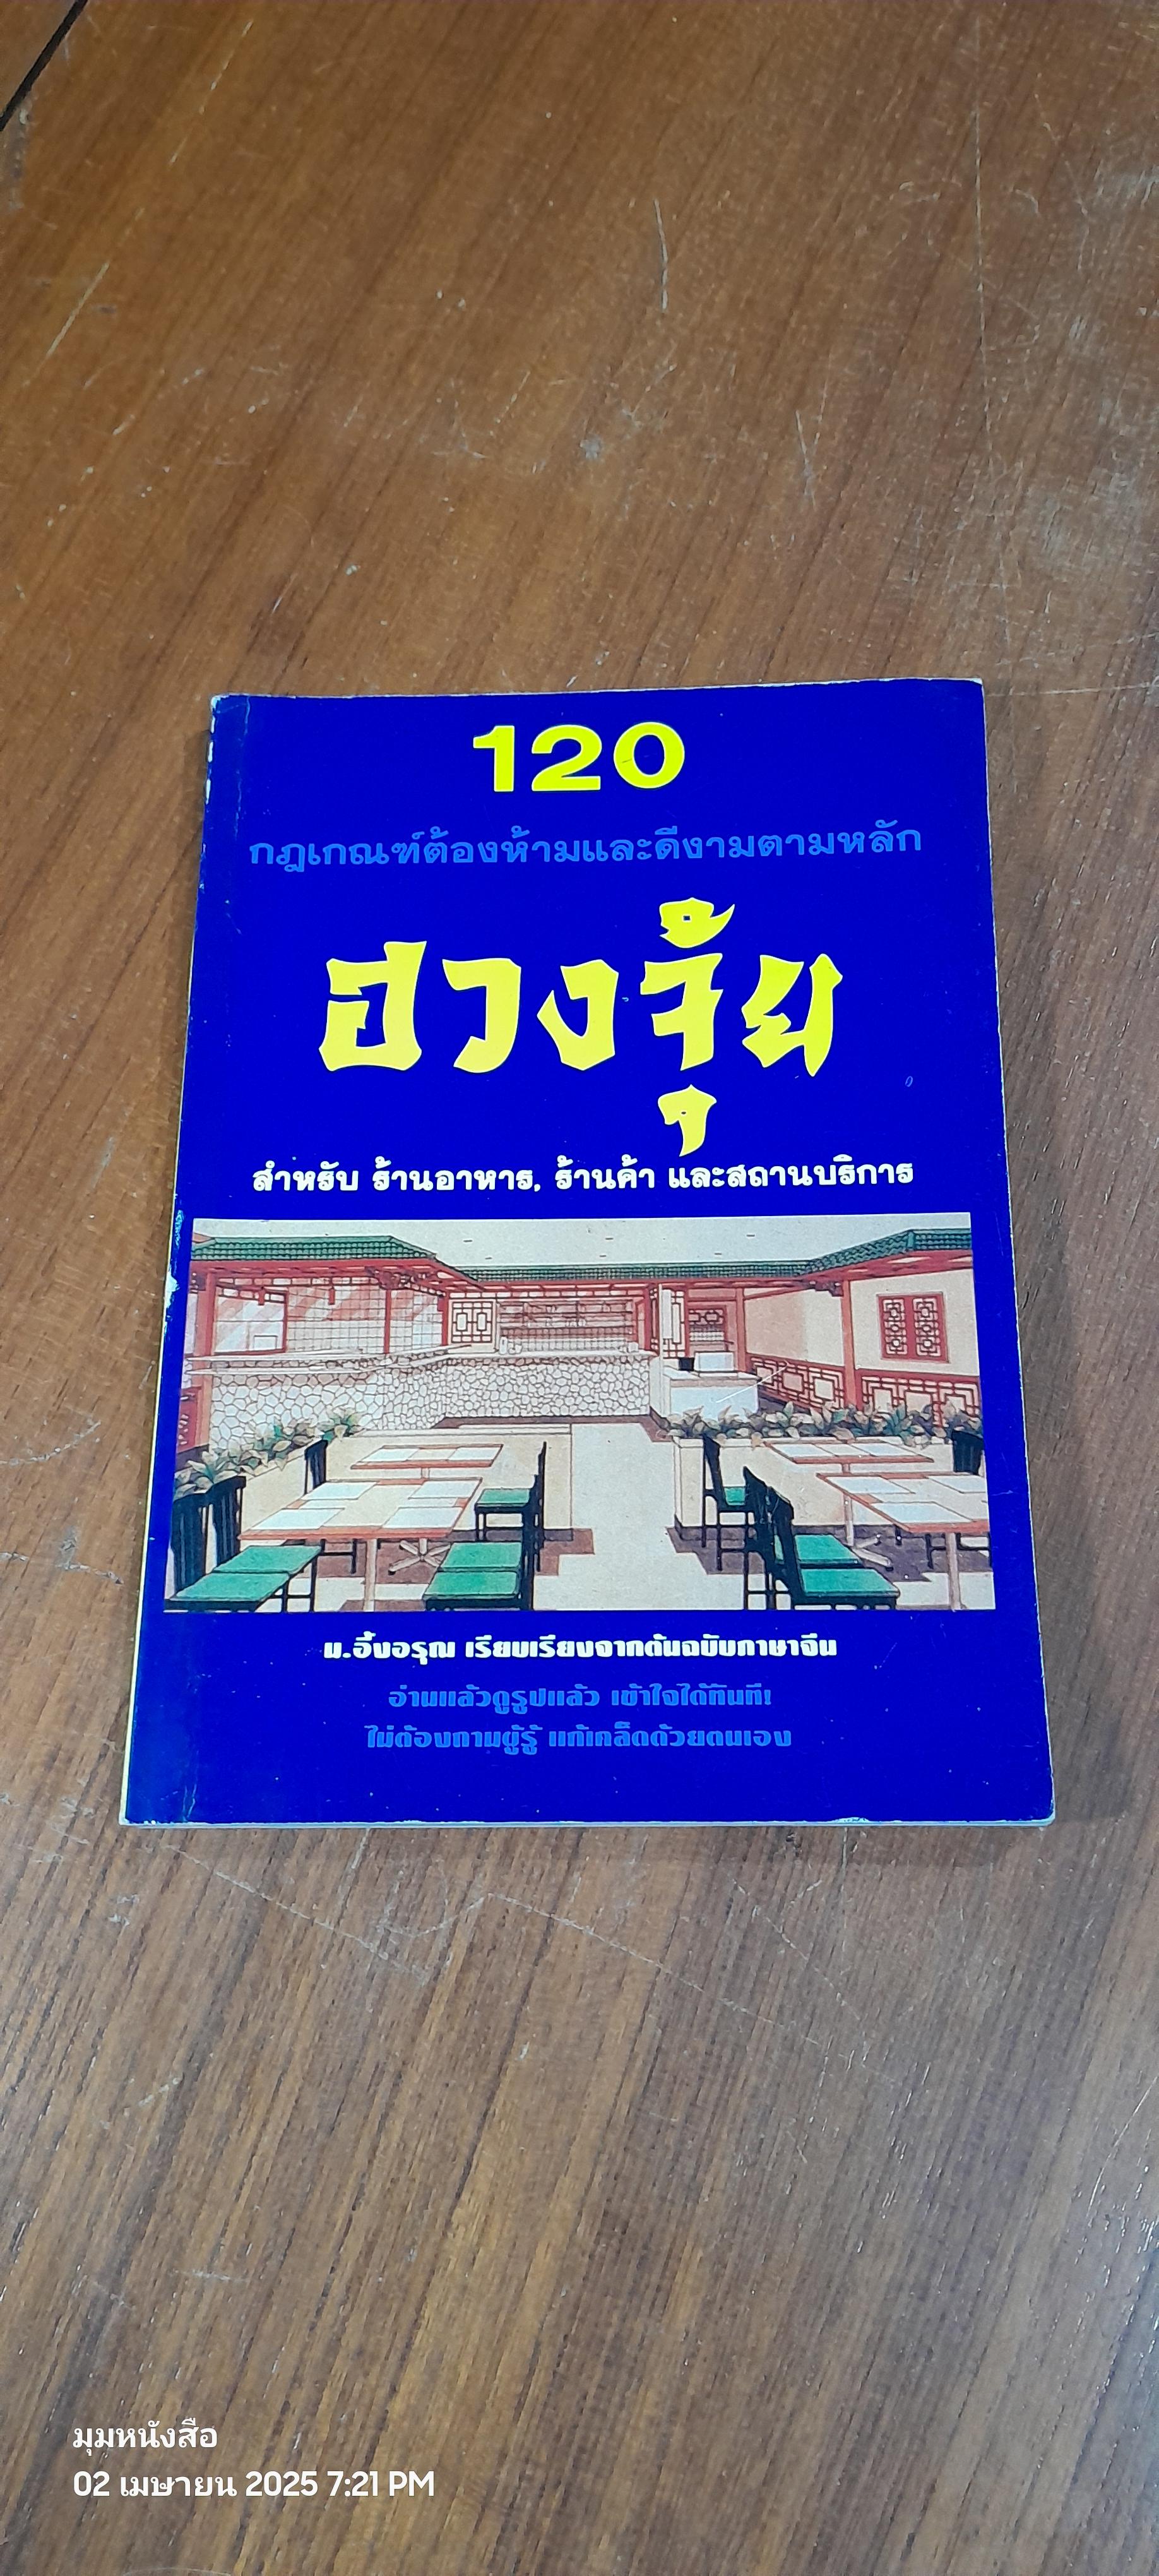 120
กฎเกณฑ์ต้องห้ามและดีงามตามหลัก
ฮวงจุ้ย
สำหรับ ร้านอาหาร, ร้านค้า และสถานบริการ
ม.อึ้งอรุณ เรียบเรียงจากต้นฉบับภาษาจีน
อ่านแล้วดูรูปแล้ว เข้าใจได้ทันที!
ไม่ต้องถามผู้รู้ แก้เคล็ดด้วยตนเอง
มุมหนังสือ
02 เมษายน 2025 7:21 PM